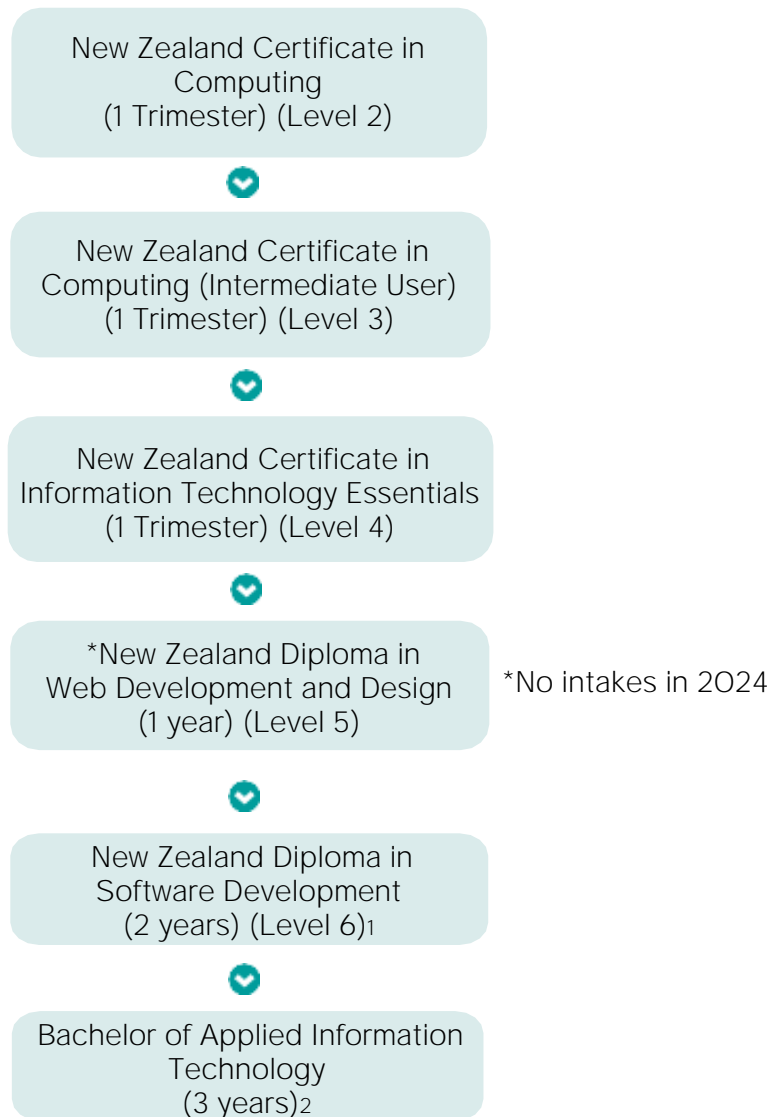 New Zealand Certificate in
Computing
(1 Trimester) (Level 2)
New Zealand Certificate in
Computing (Intermediate User)
(1 Trimester) (Level 3)
New Zealand Certificate in
Information Technology Essentials
(1 Trimester) (Level 4)
*New Zealand Diploma in
Web Development and Design
(1 year) (Level 5)
*No intakes in 2024
New Zealand Diploma in
Software Development
(2 years) (Level 6)1
Bachelor of Applied Information
Technology
(3 years)2